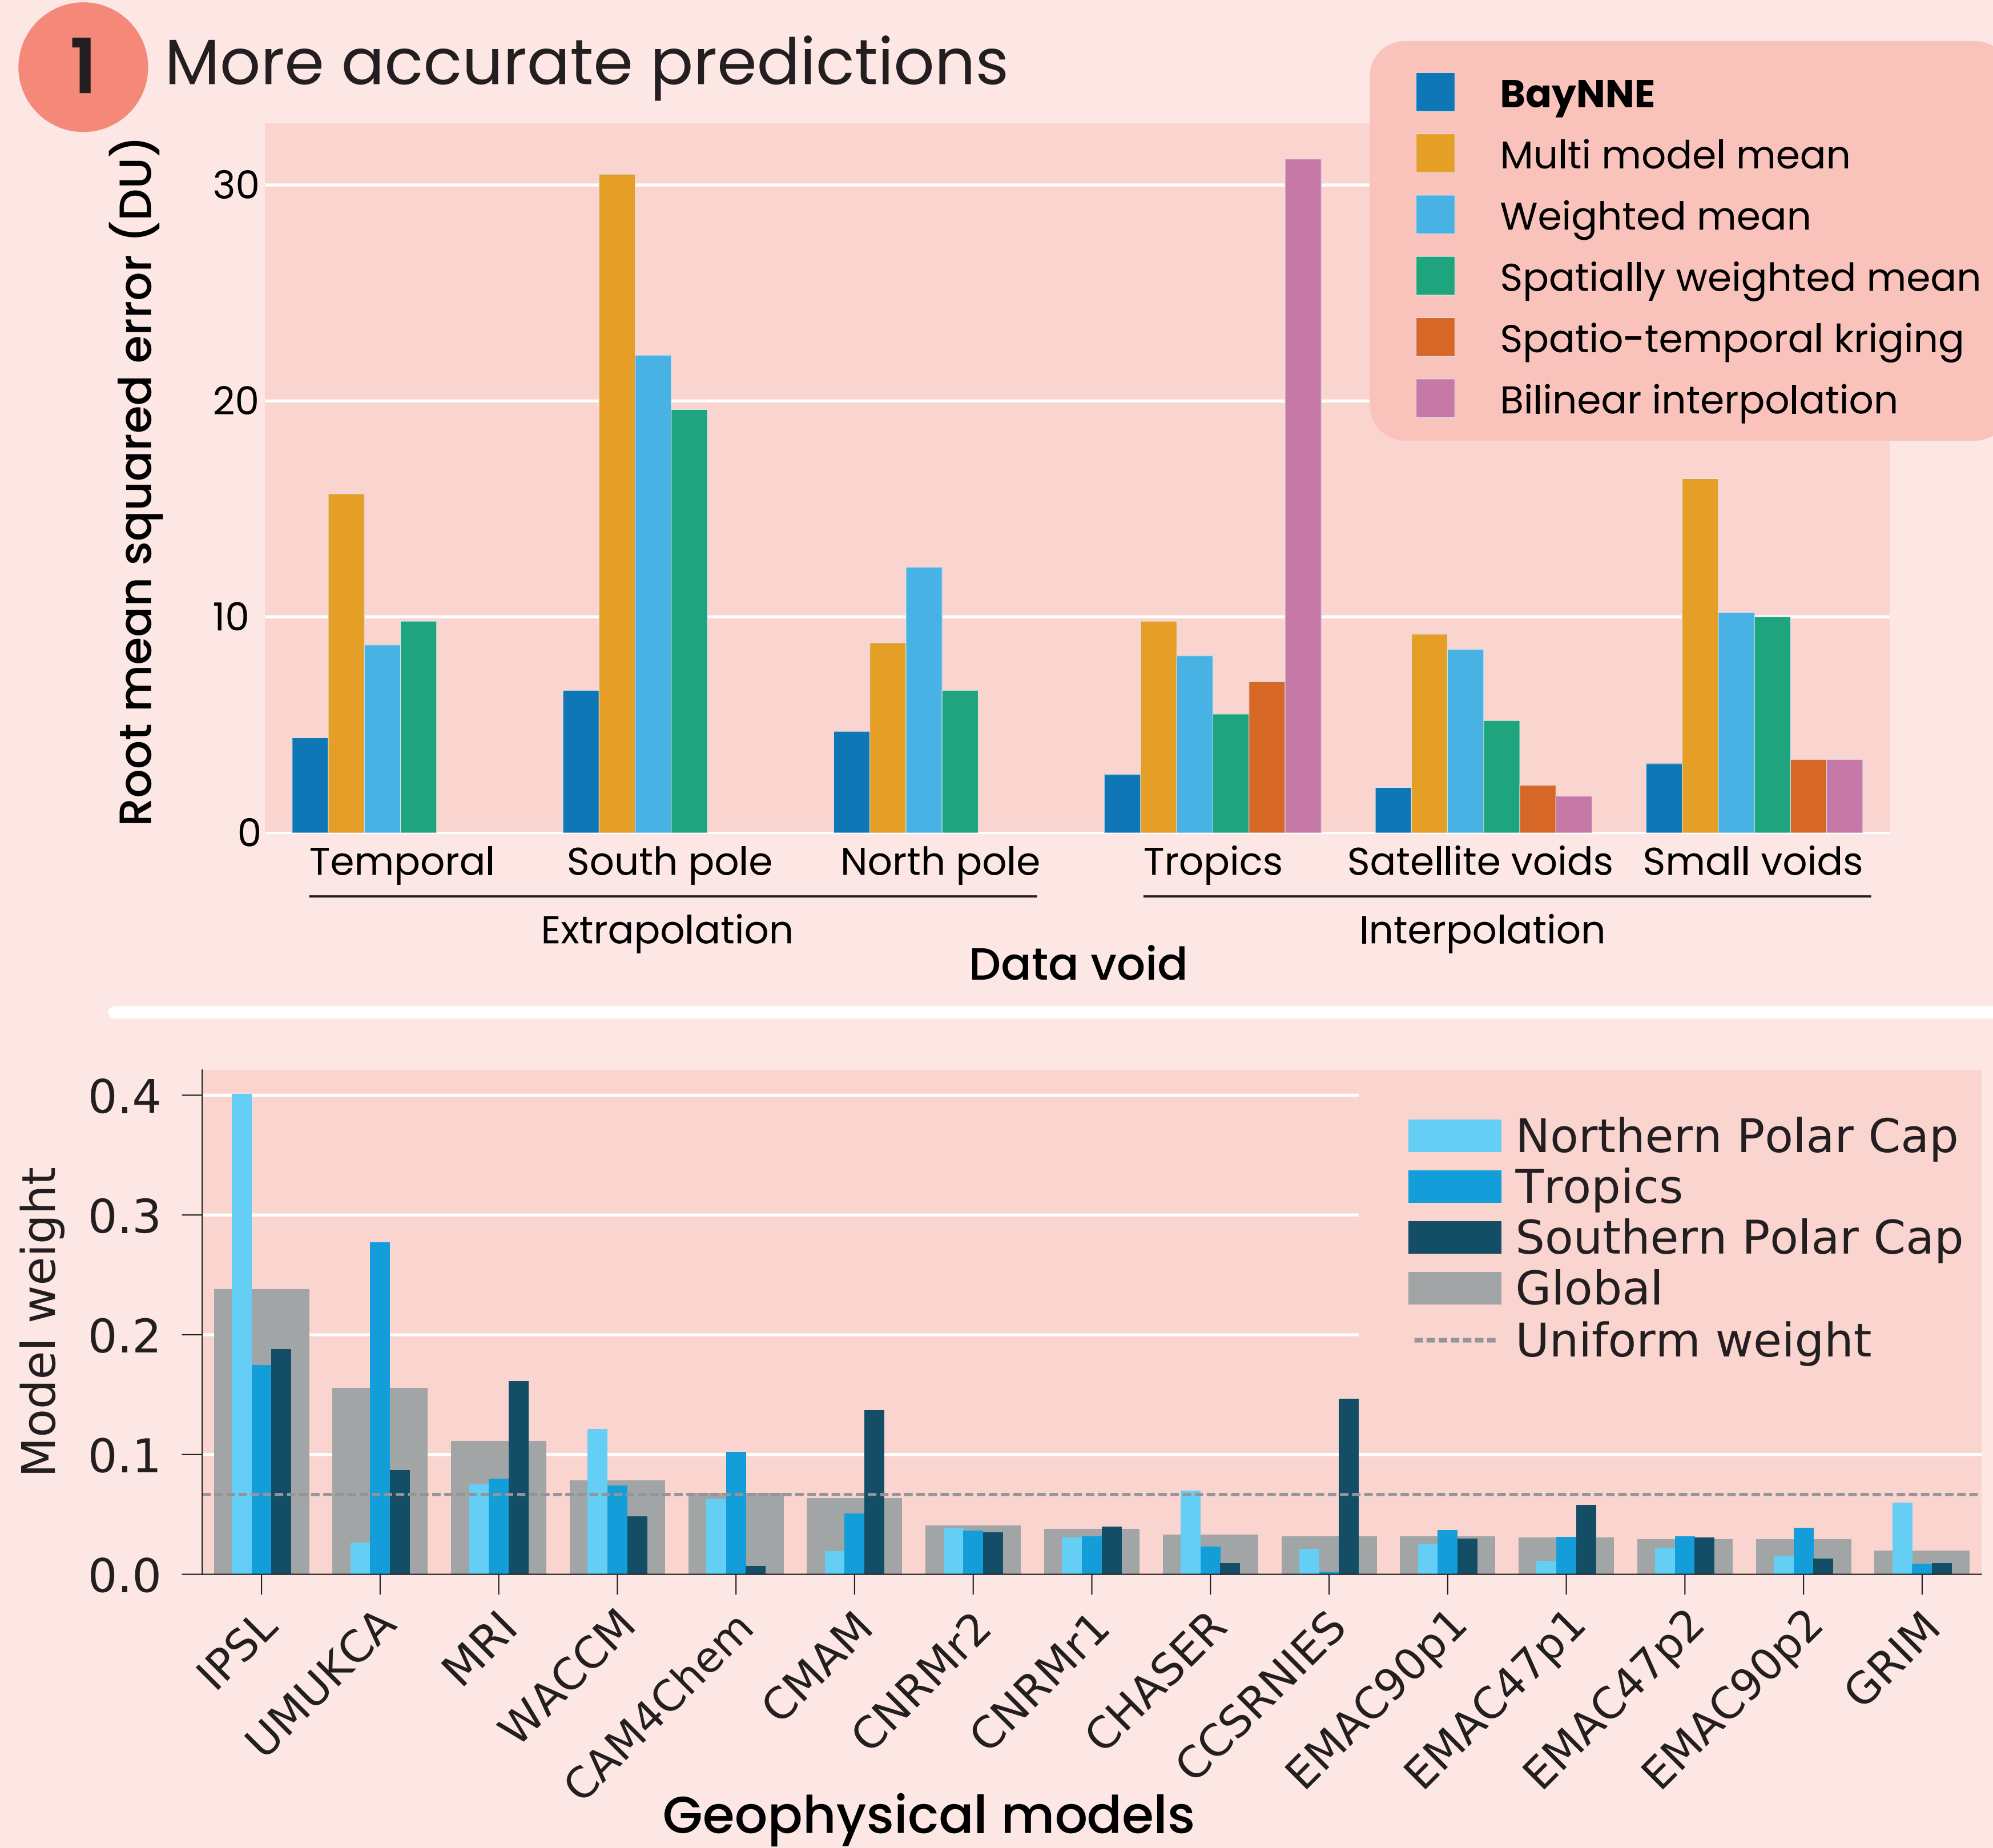 1 More accurate predictions
BayNNE
Multi model mean
Weighted mean
Spatially weighted mean
Spatio-temporal kriging
Bilinear interpolation
Root mean squared error (DU)
30
20
10
0
Temporal South pole North pole Tropics Satellite voids Small voids
Extrapolation Interpolation
Data void
Model weight
0.4
0.3
0.2
0.1
0.0
Northern Polar Cap
Tropics
Southern Polar Cap
Global
Uniform weight
IPSL UMUKCA MRI WACCM CAM4Chem CMAM CNRMr2 CNRMr1 CHASER CCSRNIES EMAC90p1 EMAC47p1 EMAC47p2 EMAC90p2 GRIM
Geophysical models